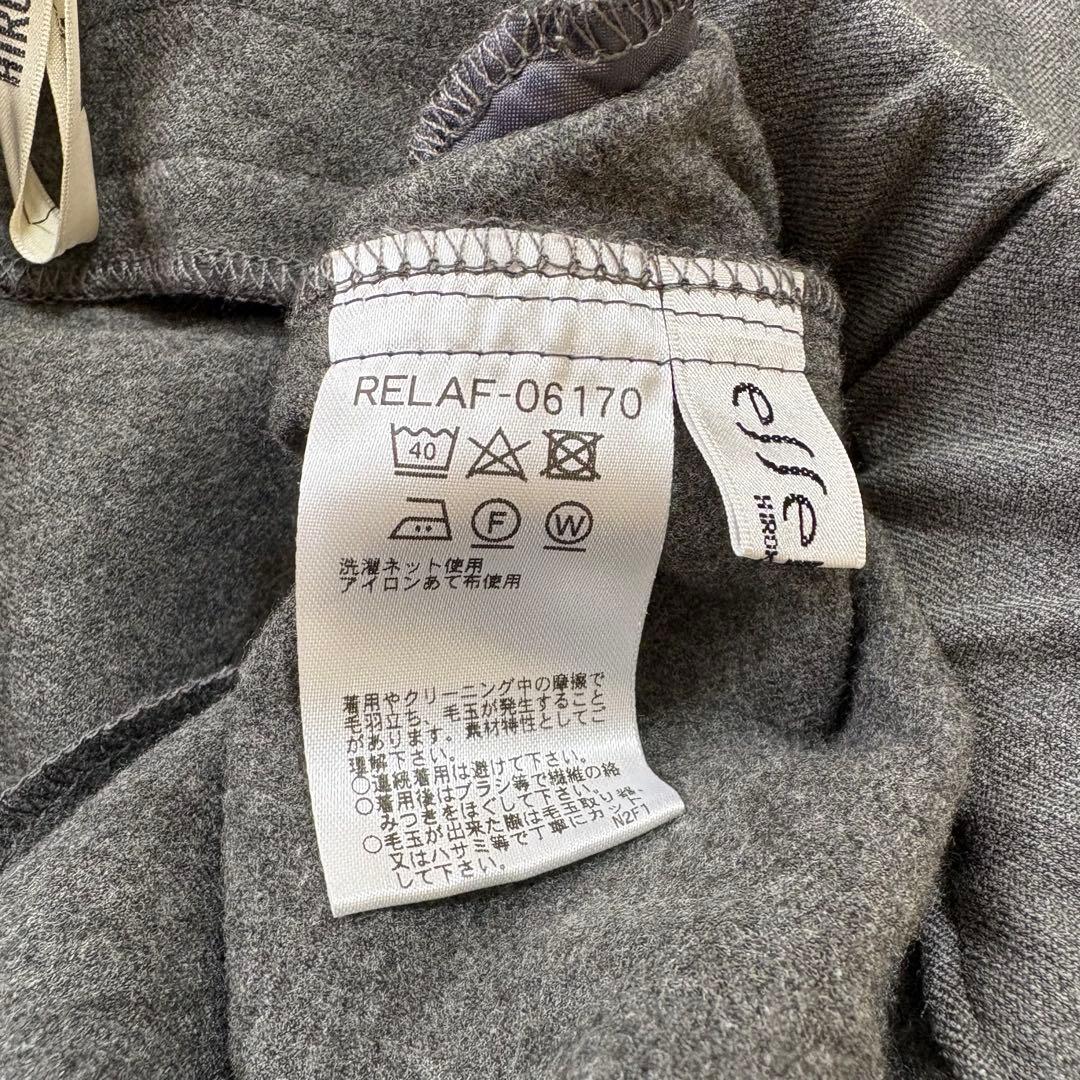 RELAF-06170
40
F W
洗濯ネット使用
アイロンあて布使用
着用やクリーニング中の摩擦で
毛羽立ち、毛玉が発生すること
があります。素材特性としてご
理解下さい。
○連続着用は避けて下さい。
○着用後はブラシ等で繊維の絡
みつきをほぐして下さい。
○毛玉が出来た際は毛玉取り器、
又はハサミ等で丁寧にカット
して下さい。
N2F1
elle